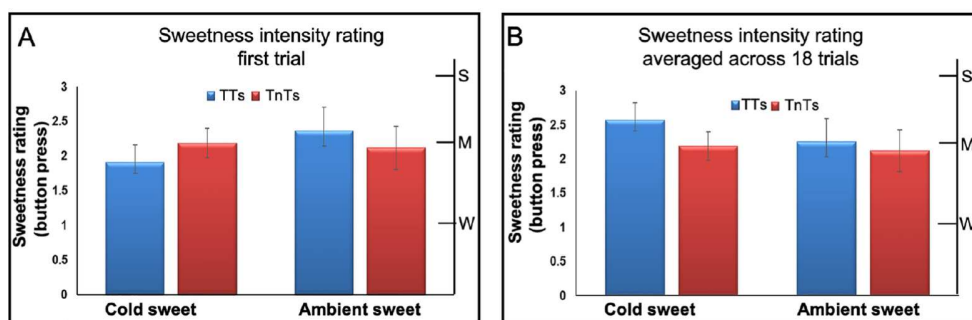 A
Sweetness intensity rating
first trial
Sweetness rating
(button press)
3
2.5
2
1.5
1
0.5
0
TTs
TnTs
S
M
W
Cold sweet
Ambient sweet
B
Sweetness intensity rating
averaged across 18 trials
Sweetness rating
(button press)
3
2.5
2
1.5
1
0.5
0
TTs
TnTs
S
M
W
Cold sweet
Ambient sweet